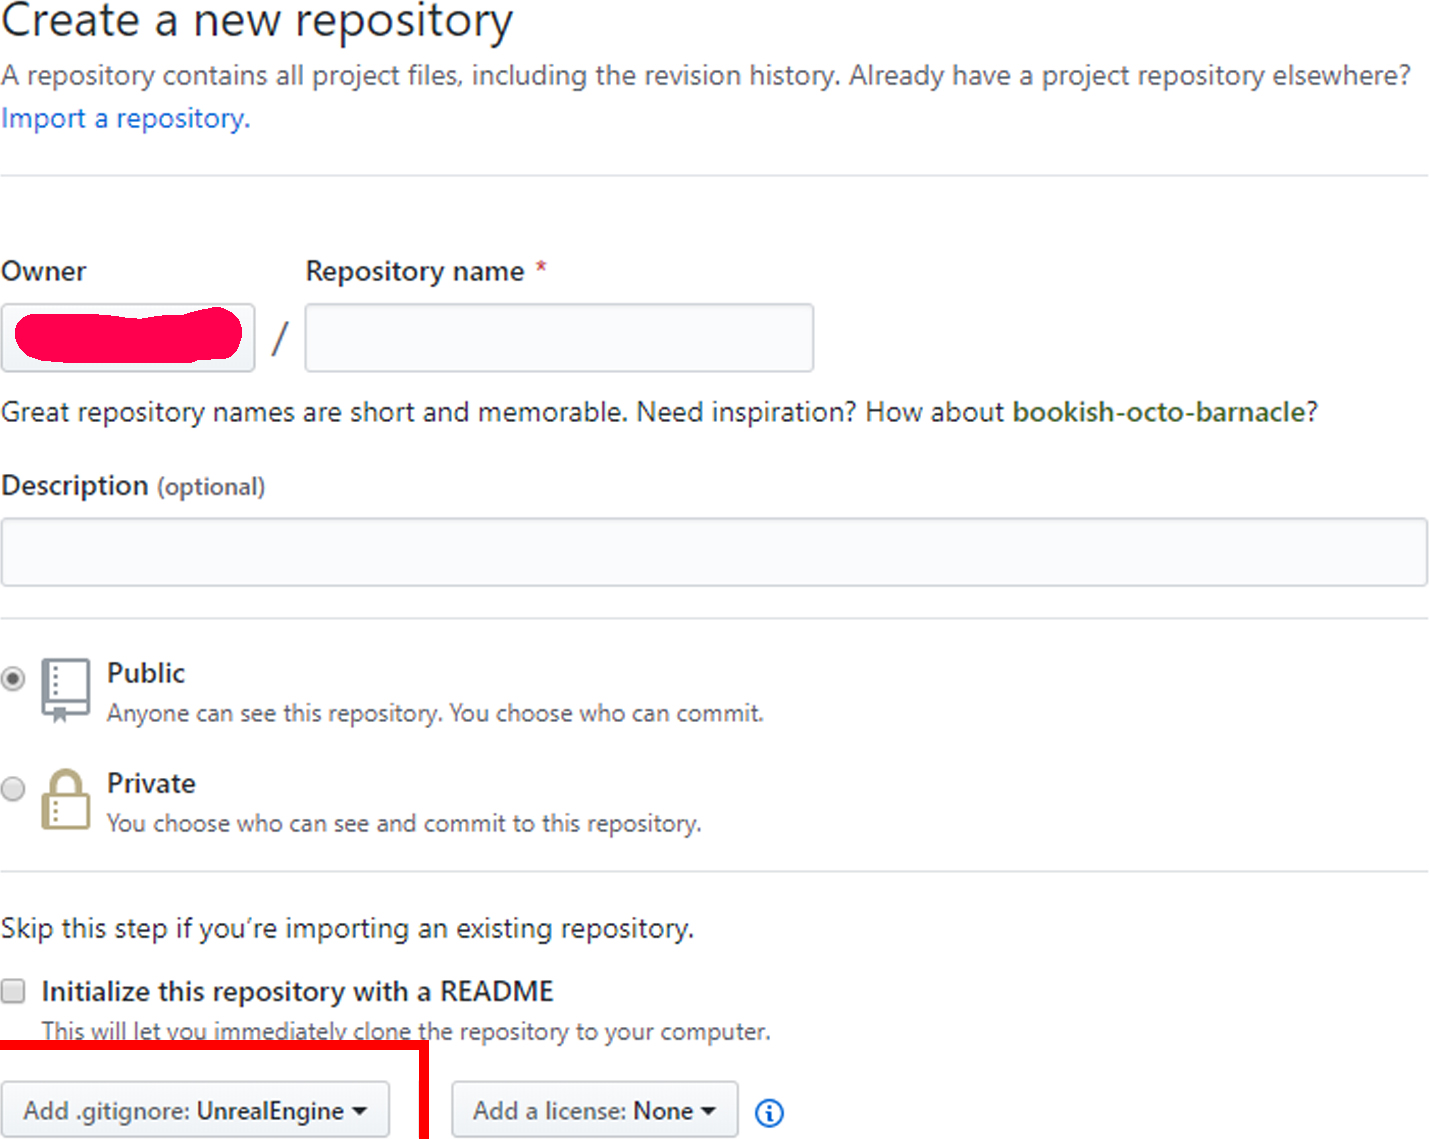 Create a new repository
A repository contains all project files, including the revision history. Already have a project repository elsewhere?
Import a repository.
Owner
Repository name *
/
Great repository names are short and memorable. Need inspiration? How about bookish-octo-barnacle?
Description (optional)
Public
Anyone can see this repository. You choose who can commit.
Private
You choose who can see and commit to this repository.
Skip this step if you’re importing an existing repository.
Initialize this repository with a README
This will let you immediately clone the repository to your computer.
Add .gitignore: UnrealEngine
Add a license: None